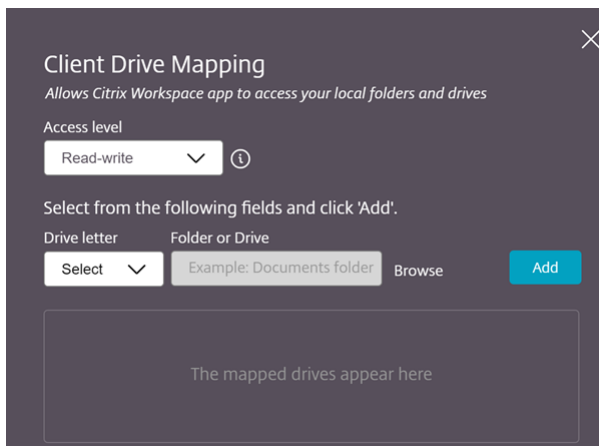 Client Drive Mapping
Allows Citrix Workspace app to access your local folders and drives
Access level
Read-write
Select from the following fields and click 'Add'.
Drive letter Folder or Drive
Select Example: Documents folder Browse Add
The mapped drives appear here